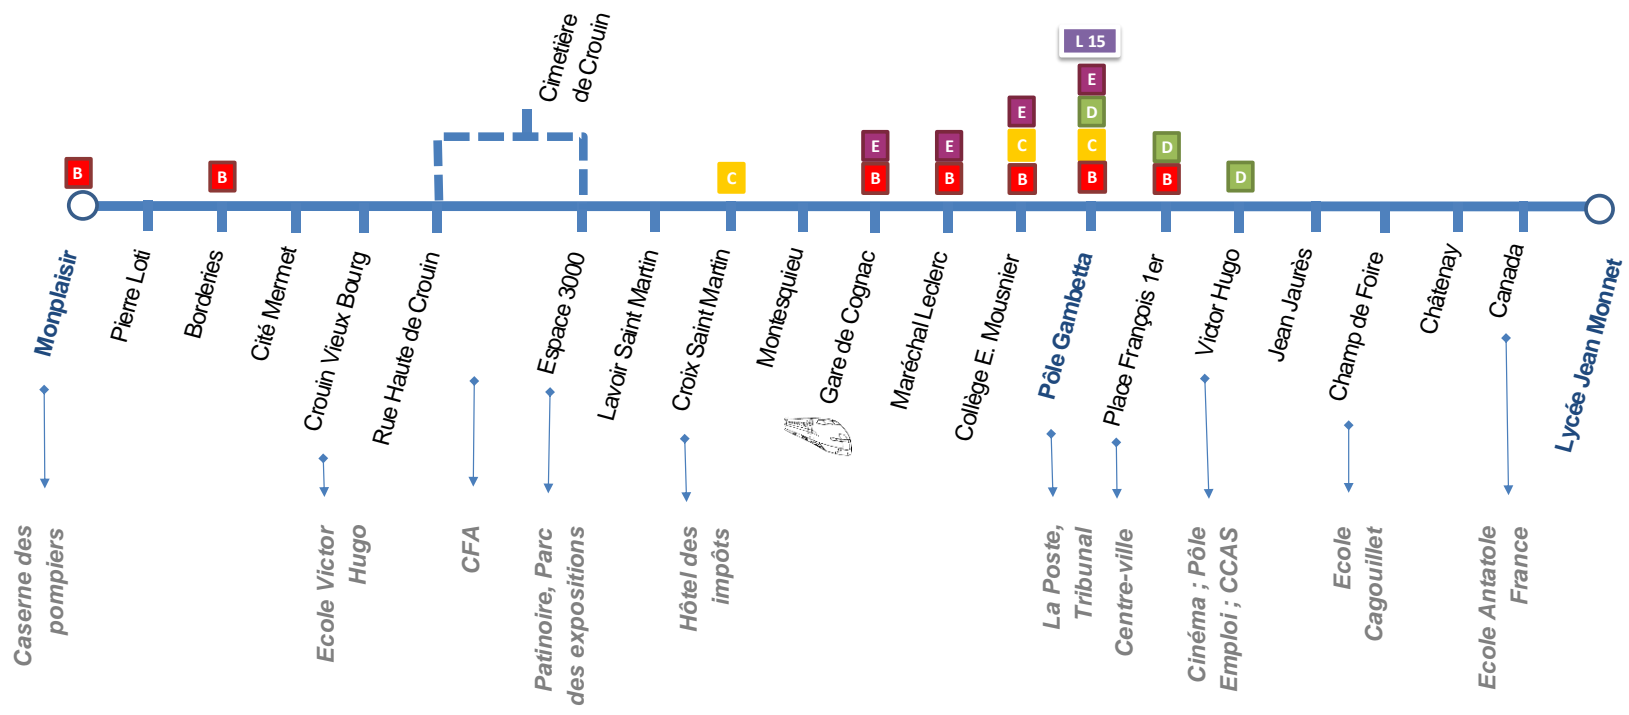 Cimetière
de Crouin
L 15
E
E
D
E
E
C
C
D
B
B
B
B
B
B
B
C
B
D
Monplaisir
Pierre Loti
Borderies
Cité Mermet
Crouin Vieux Bourg
Rue Haute de Crouin
Espace 3000
Lavoir Saint Martin
Croix Saint Martin
Montesquieu
Gare de Cognac
Maréchal Leclerc
Collège E. Mousnier
Pôle Gambetta
Place François 1er
Victor Hugo
Jean Jaurès
Champ de Foire
Châtenay
Canada
Lycée Jean Monnet
Caserne des
pompiers
Ecole Victor
Hugo
CFA
Patinoire, Parc
des expositions
Hôtel des
impôts
La Poste,
Tribunal
Centre-ville
Cinéma ; Pôle
Emploi ; CCAS
Ecole
Cagouillet
Ecole Antatole
France